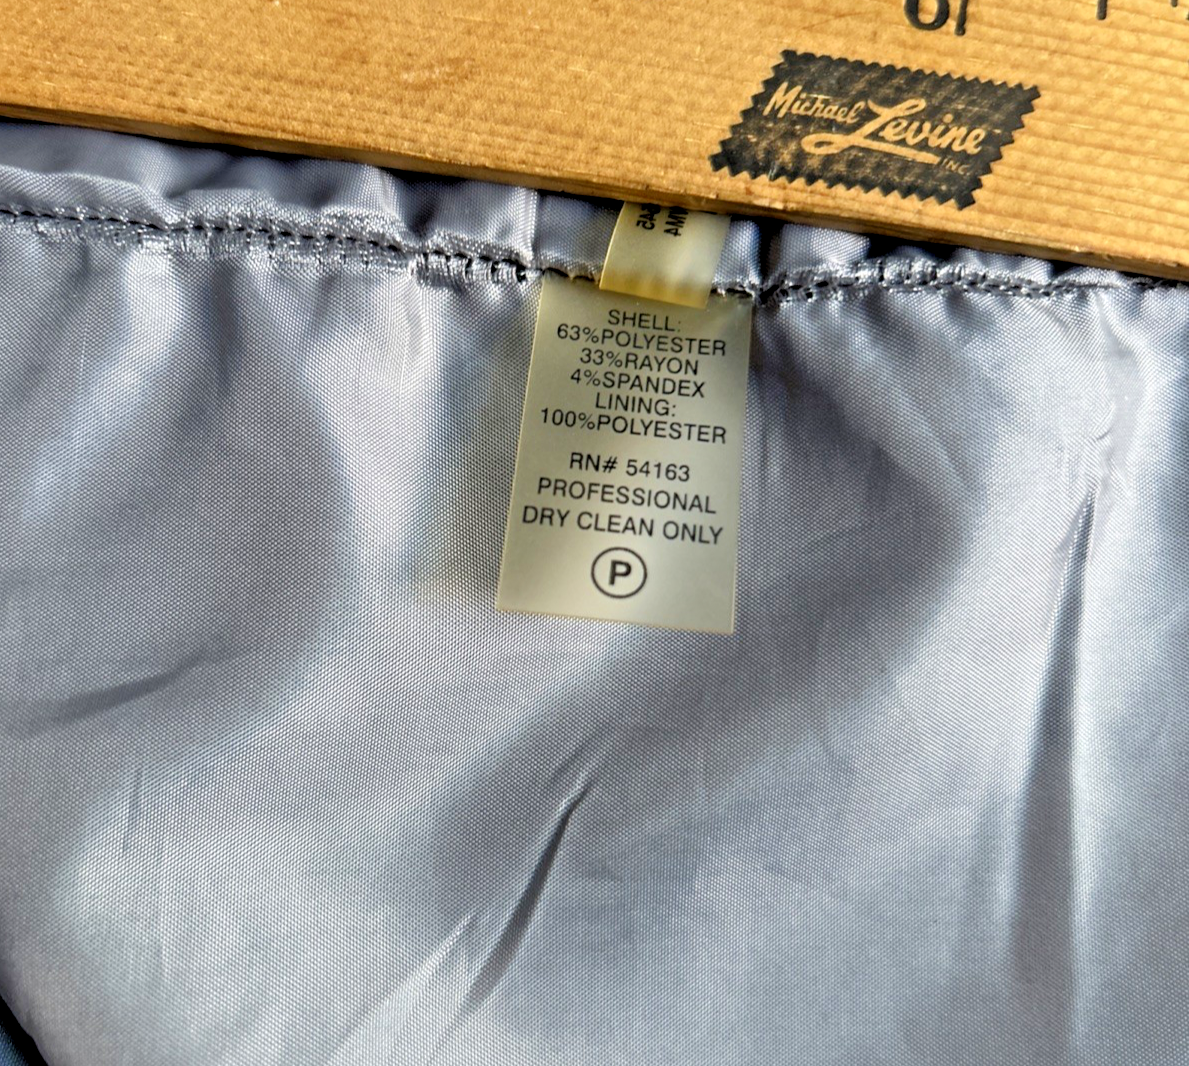 Michael Levine
INC.
SHELL:
63%POLYESTER
33%RAYON
4%SPANDEX
LINING:
100%POLYESTER
RN# 54163
PROFESSIONAL
DRY CLEAN ONLY
P